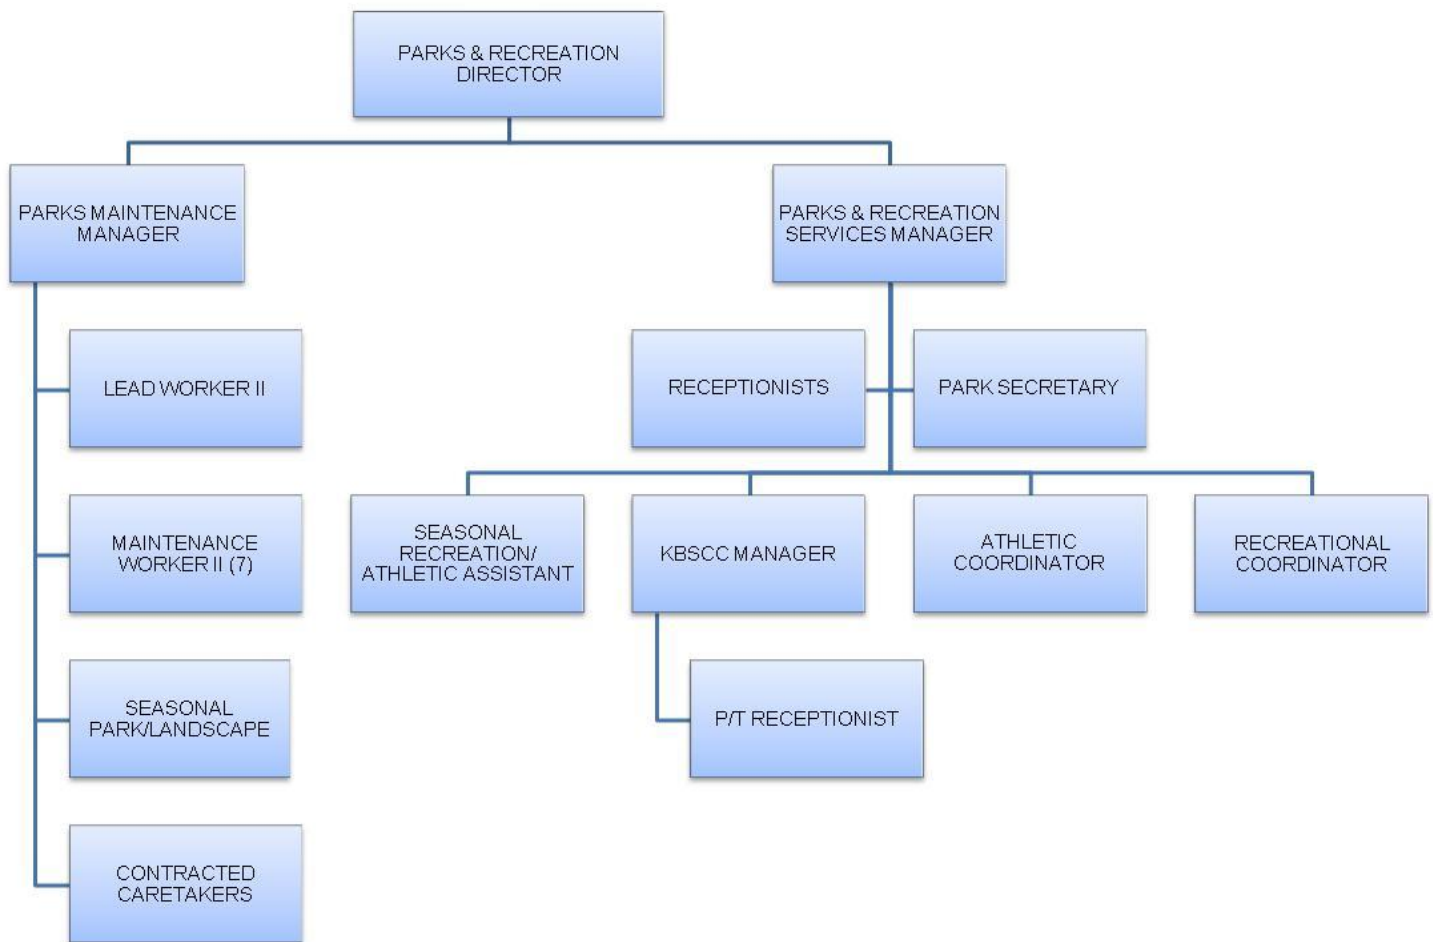 PARKS & RECREATION
DIRECTOR
PARKS MAINTENANCE
MANAGER
PARKS & RECREATION
SERVICES MANAGER
LEAD WORKER II
RECEPTIONISTS
PARK SECRETARY
MAINTENANCE
WORKER II (7)
SEASONAL
RECREATION/
ATHLETIC ASSISTANT
KBSCC MANAGER
ATHLETIC
COORDINATOR
RECREATIONAL
COORDINATOR
SEASONAL
PARK/LANDSCAPE
P/T RECEPTIONIST
CONTRACTED
CARETAKERS